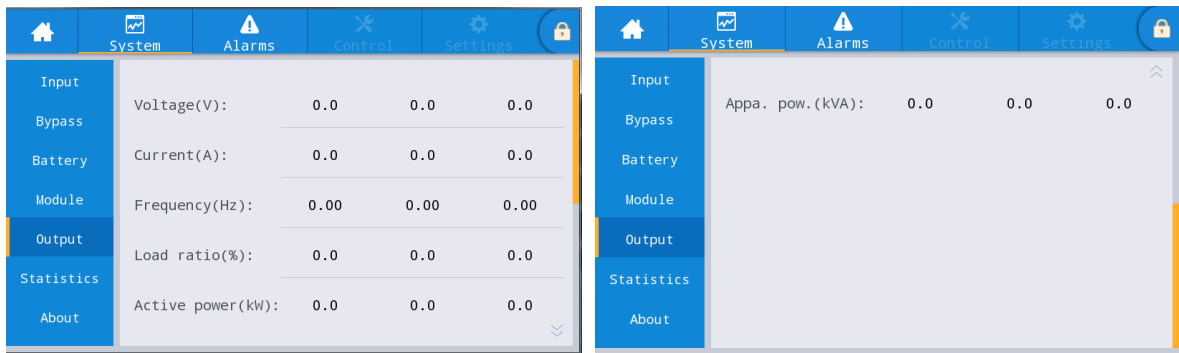 System Alarms Control Settings
Input
Bypass
Battery
Module
Output
Statistics
About
Voltage(V): 0.0 0.0 0.0
Current(A): 0.0 0.0 0.0
Frequency(Hz): 0.00 0.00 0.00
Load ratio(%): 0.0 0.0 0.0
Active power(kW): 0.0 0.0 0.0
System Alarms Control Settings
Input
Bypass
Battery
Module
Output
Statistics
About
Appa. pow.(kVA): 0.0 0.0 0.0